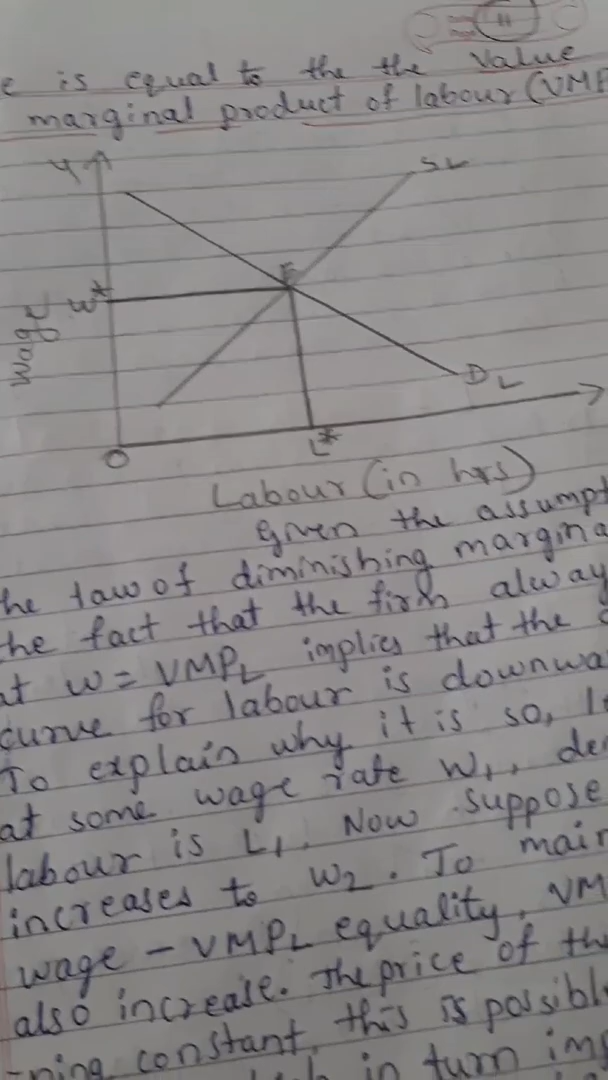 11
e is equal to the the value
marginal product of labour (VMP
Y
SL
E
W*
Wage
DL
O
L*
Labour (in hrs)
Given the assumpt
he law of diminishing margina
he fact that the firm alway
at w = VMPL implies that the
curve for labour is downwa
To explain why it is so, l
at some wage rate W1, de
labour is L1. Now suppose
increases to W2. To main
wage - VMPL equality, VM
also increase. The price of th
-ning constant, this is possibl
in turn im